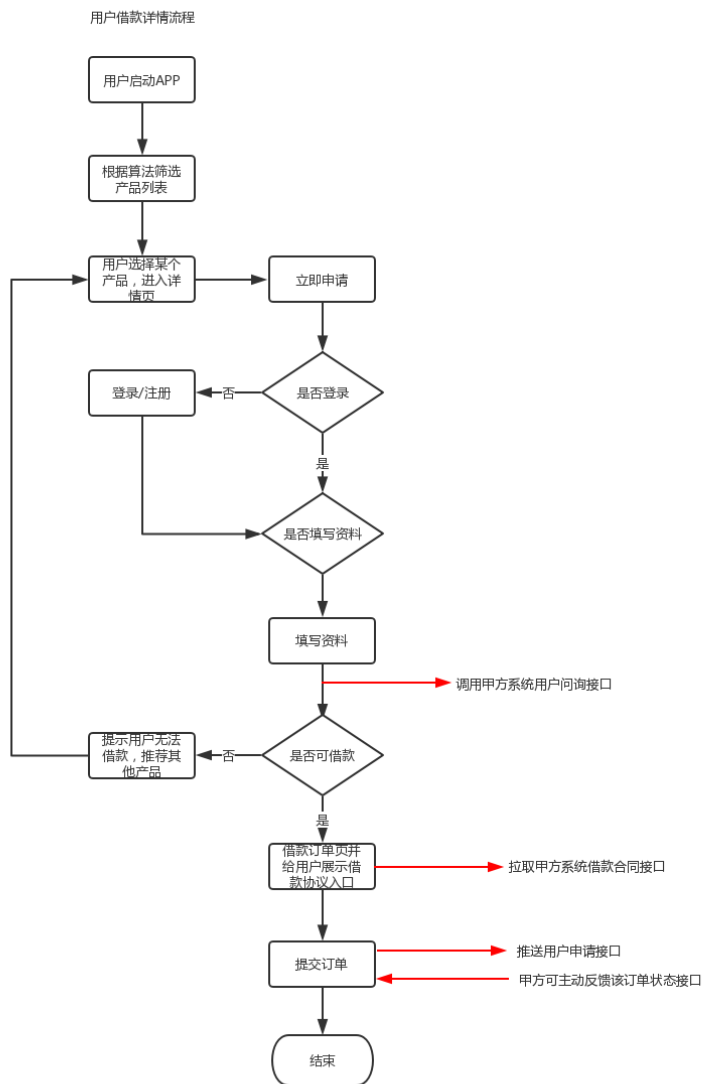 用户借款详情流程
用户启动APP
根据算法筛选
产品列表
用户选择某个
产品，进入详
情页
立即申请
是否登录
否
登录/注册
是
是否填写资料
填写资料
调用甲方系统用户问询接口
是否可借款
否
提示用户无法
借款，推荐其
他产品
是
借款订单页并
给用户展示借
款协议入口
拉取甲方系统借款合同接口
提交订单
推送用户申请接口
甲方可主动反馈该订单状态接口
结束